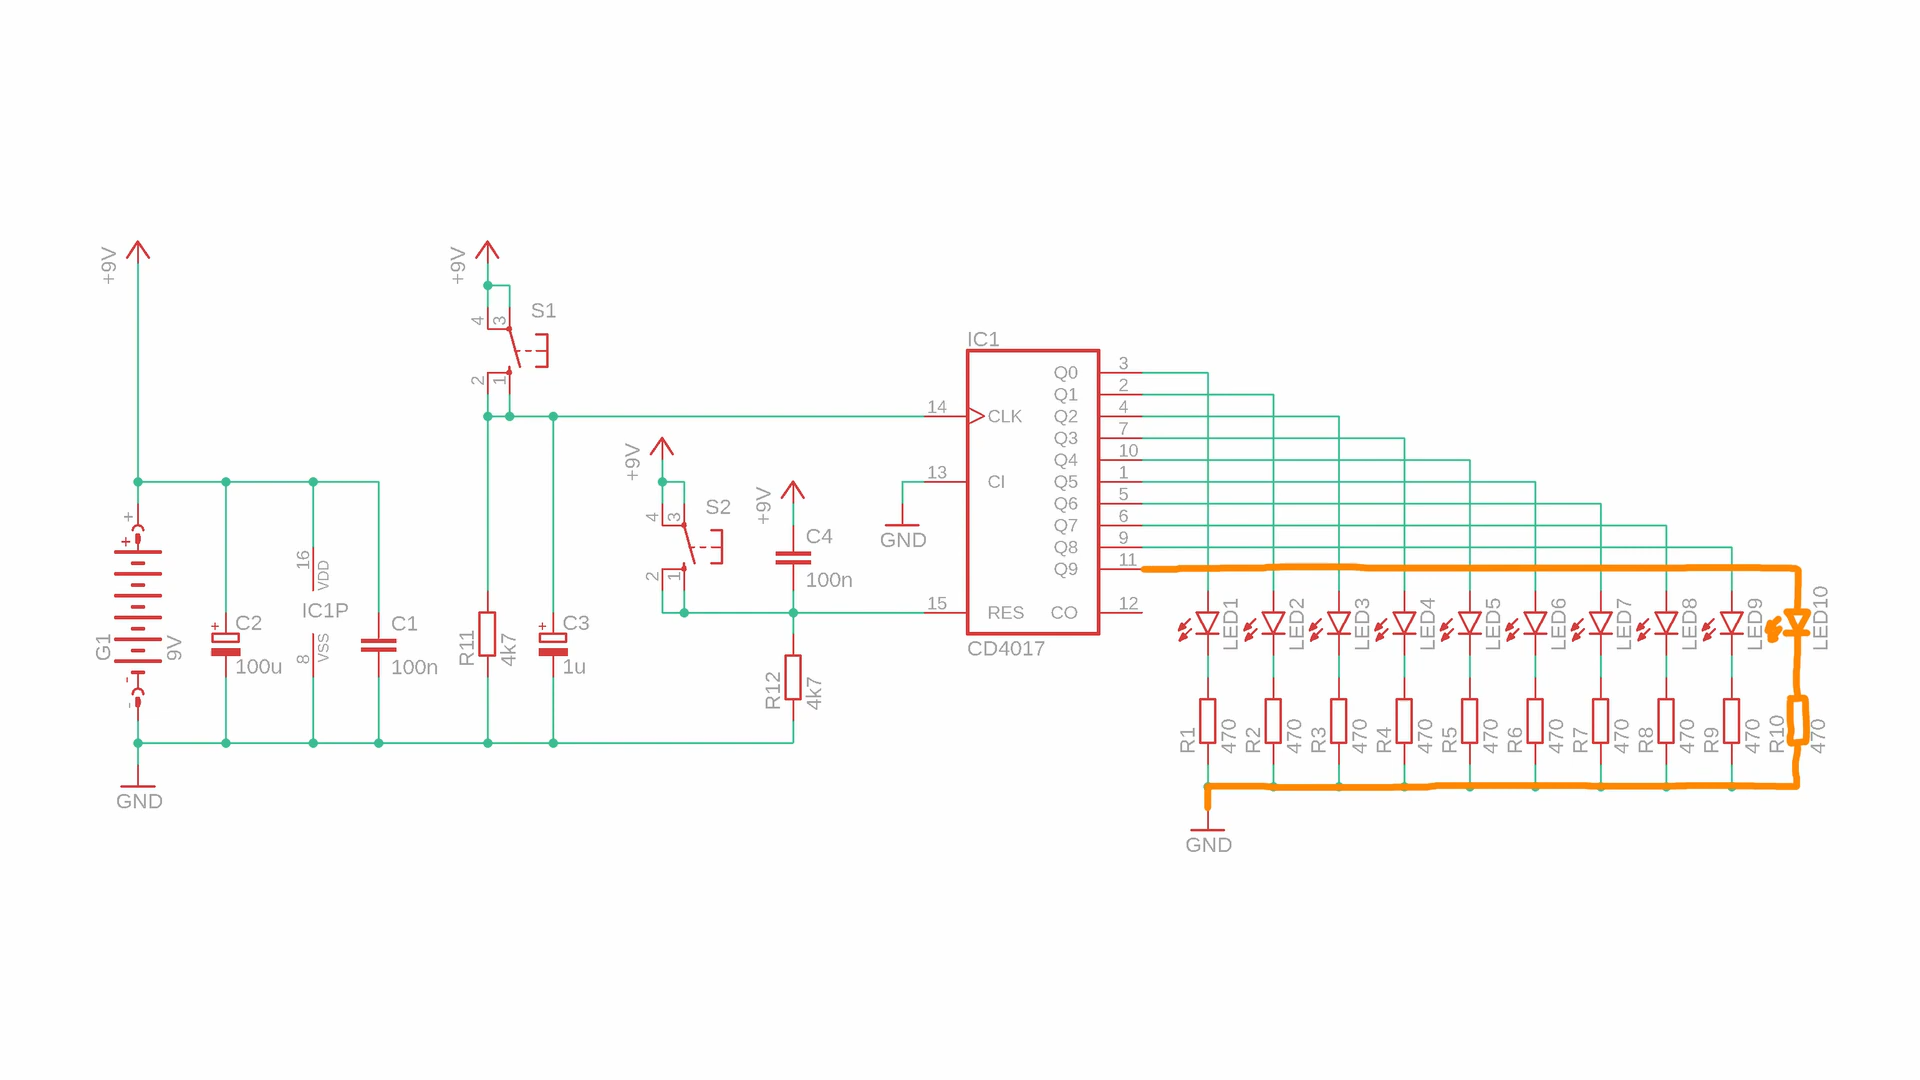 +9V
+9V
S1
4
3
2
1
IC1
Q0
3
Q1
2
14
CLK
Q2
4
Q3
7
+9V
Q4
10
13
CI
Q5
1
4
3
S2
+9V
Q6
5
Q7
6
C4
GND
Q8
9
2
1
100n
Q9
11
15
RES
CO
12
CD4017
+
+
G1
9V
-
-
+
C2
100u
16
VDD
IC1P
8
VSS
C1
100n
R11
4k7
+
C3
1u
R12
4k7
GND
LED1
LED2
LED3
LED4
LED5
LED6
LED7
LED8
LED9
LED10
R1
470
R2
470
R3
470
R4
470
R5
470
R6
470
R7
470
R8
470
R9
470
R10
470
GND